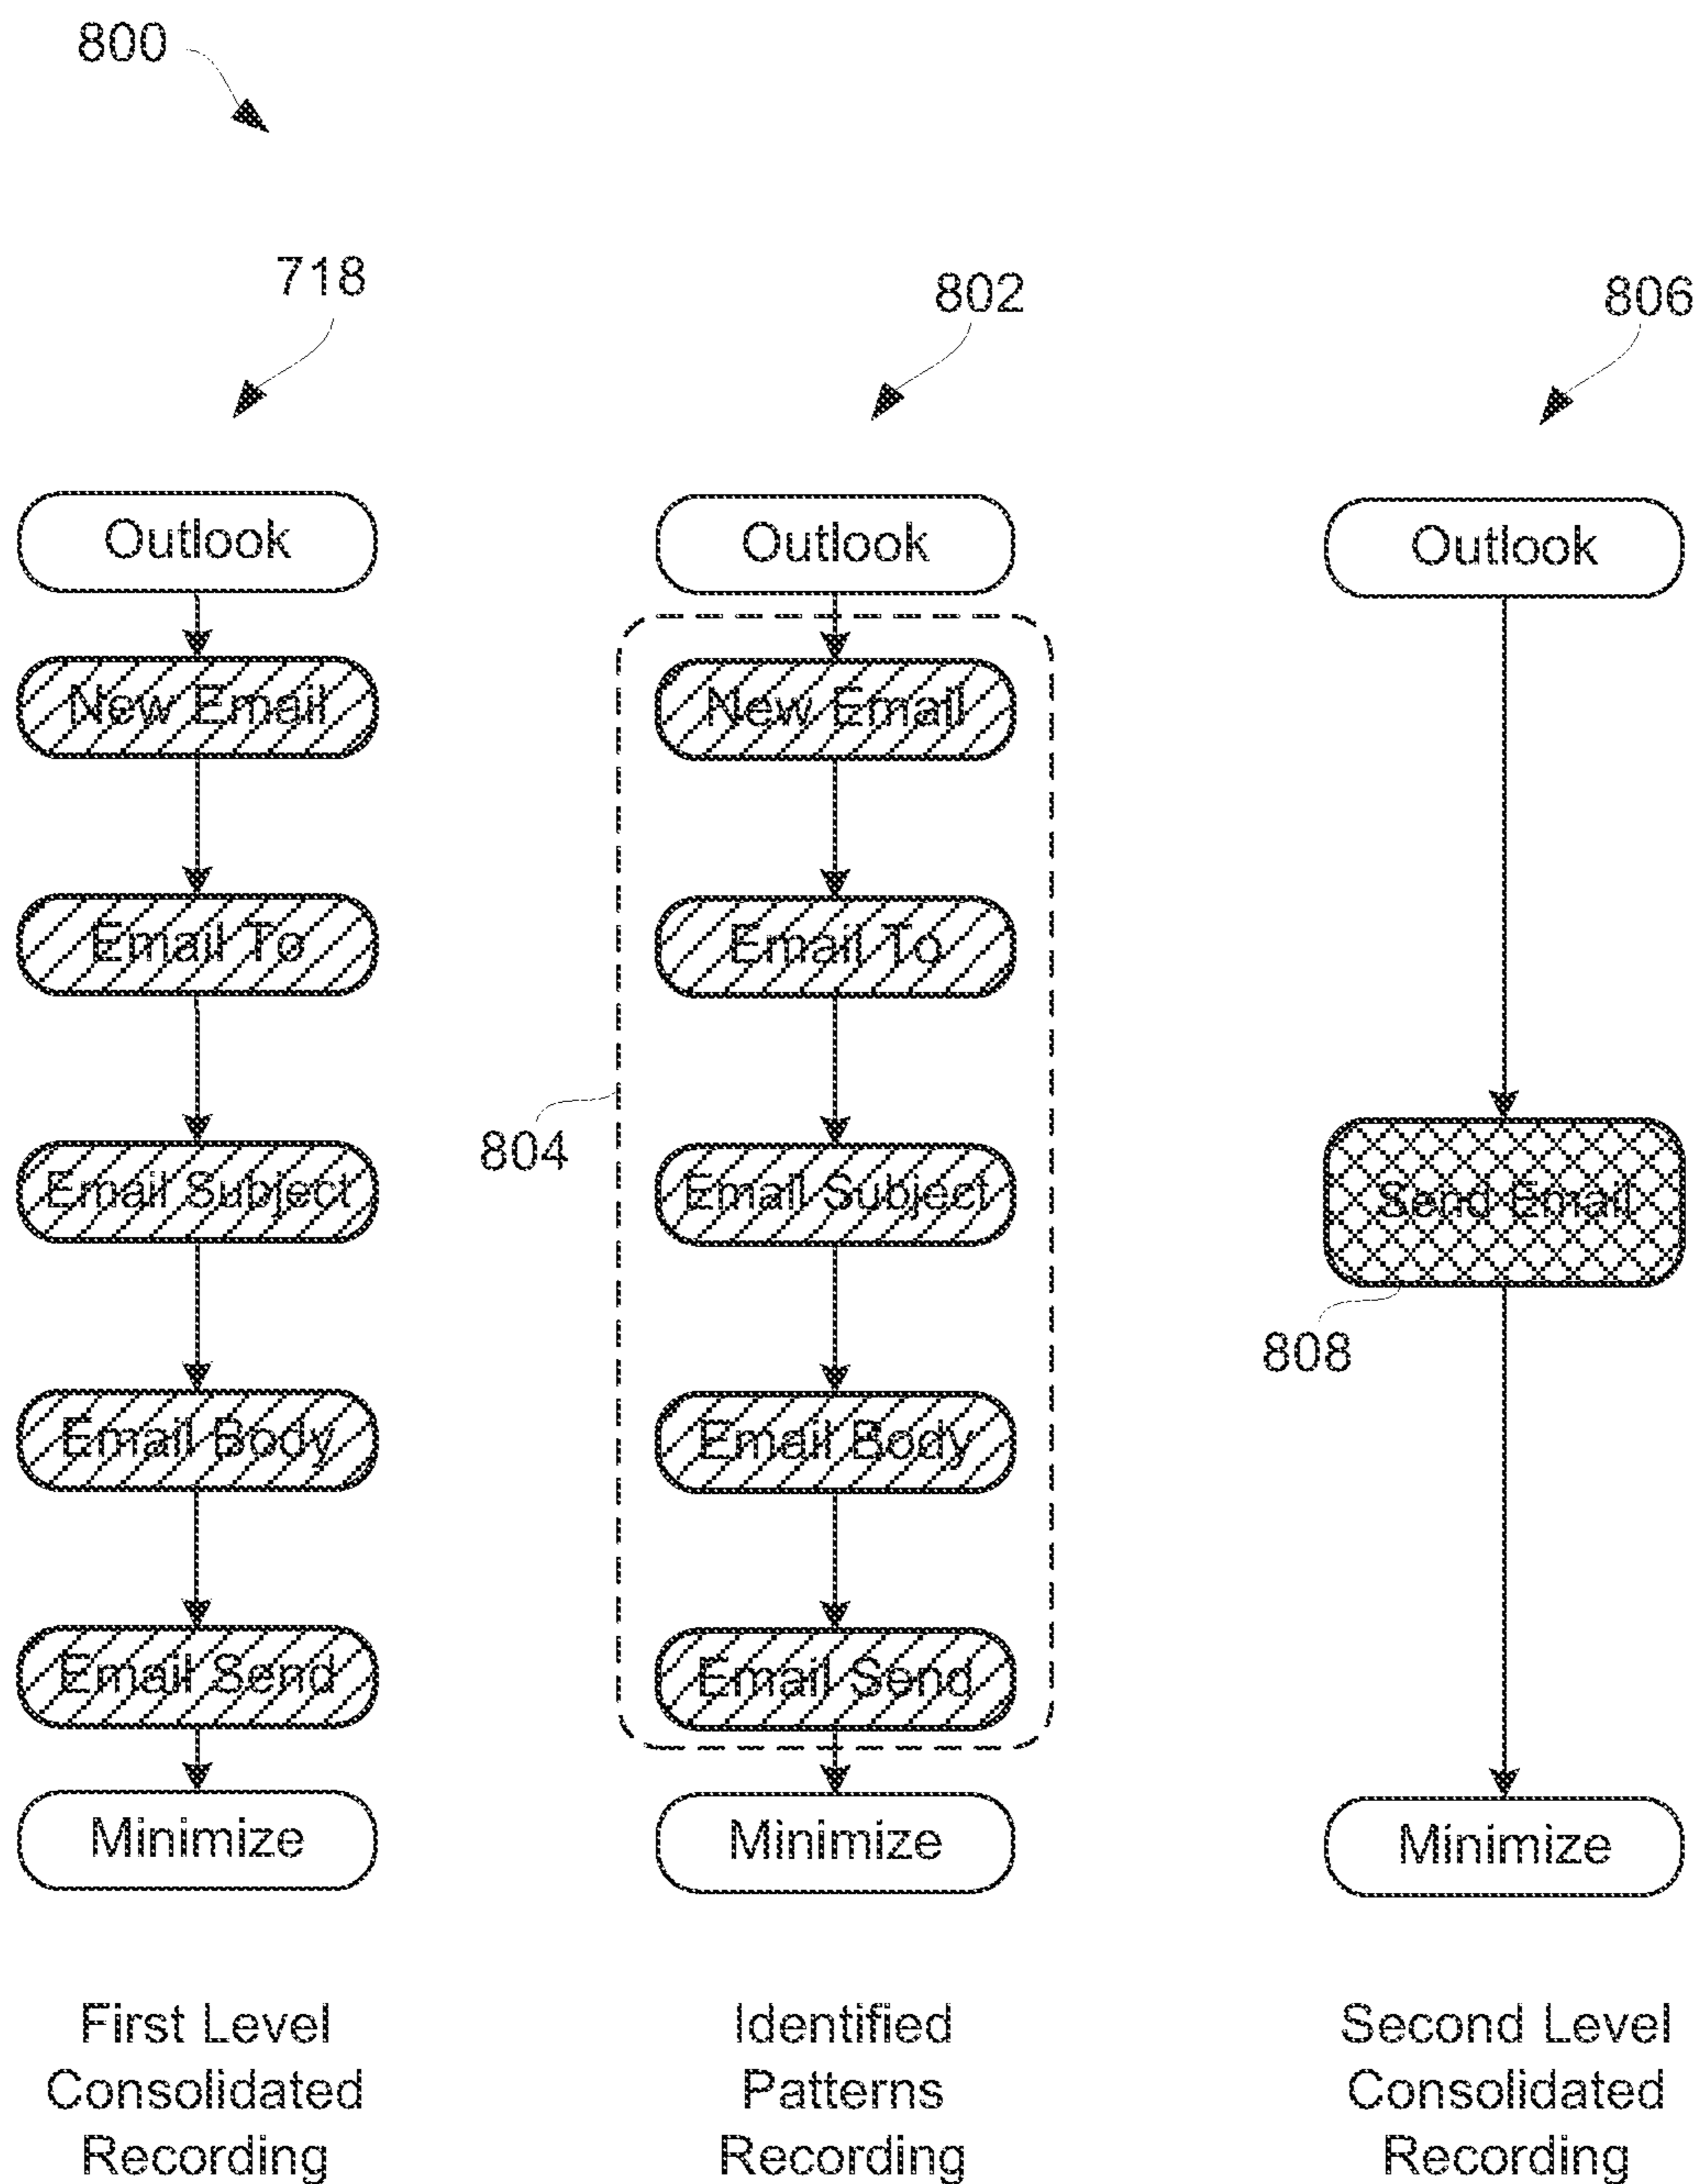 800
718
802
806
Outlook
Outlook
Outlook
New Email
New Email
Email To
Email To
804
Email Subject
Email Subject
Send Email
808
Email Body
Email Body
Email Send
Email Send
Minimize
Minimize
Minimize
First Level
Consolidated
Recording
Identified
Patterns
Recording
Second Level
Consolidated
Recording